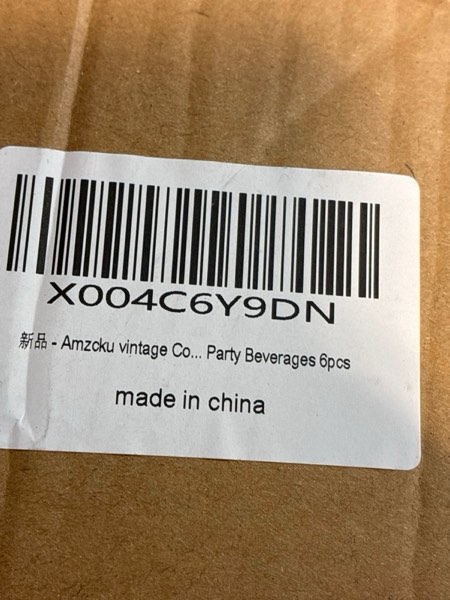 X004C6Y9DN
新品 - Amzcku vintage Co... Party Beverages 6pcs
made in china